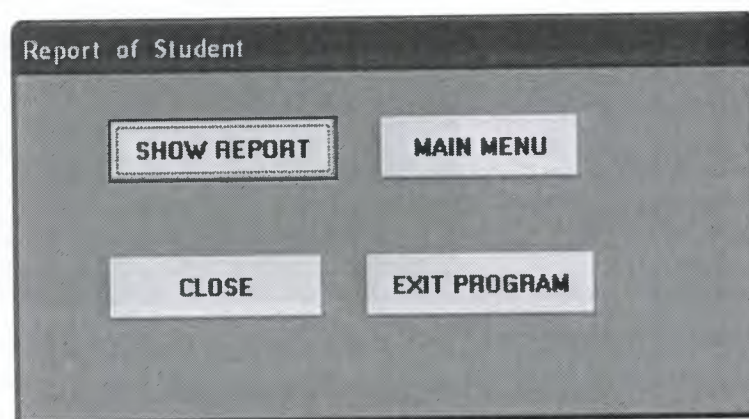 Report of Student
SHOW REPORT
MAIN MENU
CLOSE
EXIT PROGRAM